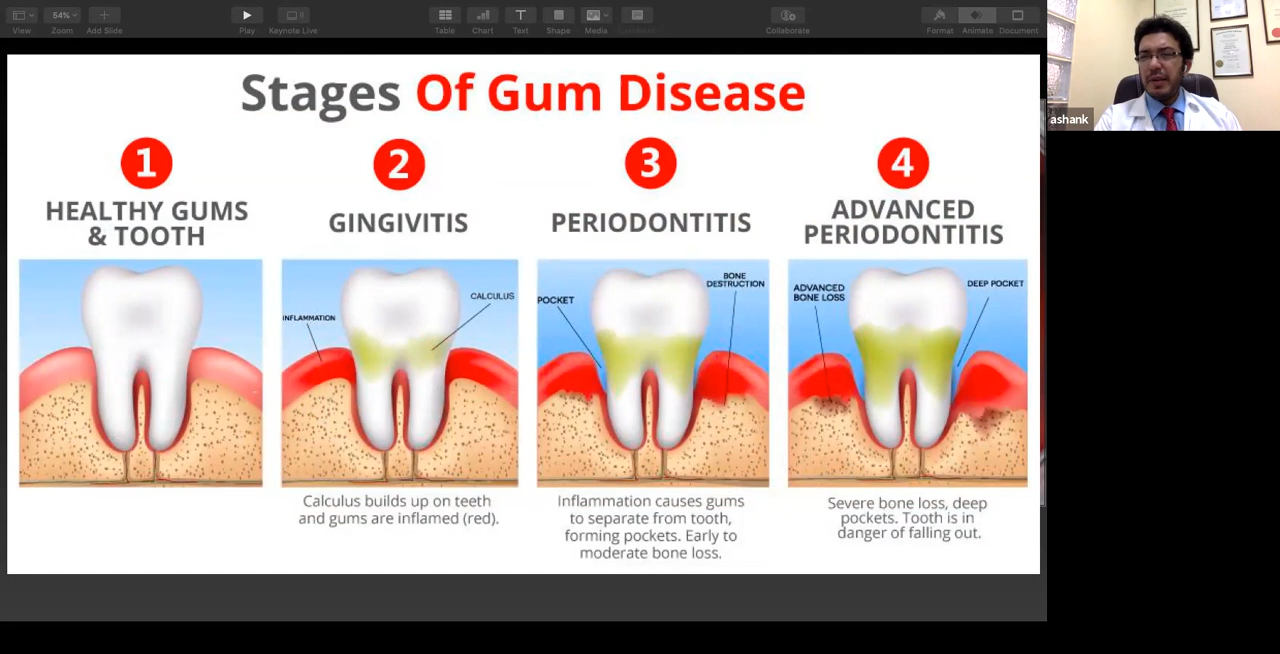 View
54%
Zoom
Add Slide
Play
Keynote Live
Table
Chart
Text
Shape
Media
Collaborate
Format
Animate
Document
ashank
Stages Of Gum Disease
1
HEALTHY GUMS
& TOOTH
2
GINGIVITIS
3
PERIODONTITIS
4
ADVANCED
PERIODONTITIS
INFLAMMATION
CALCULUS
POCKET
BONE
DESTRUCTION
ADVANCED
BONE LOSS
DEEP POCKET
Calculus builds up on teeth
and gums are inflamed (red).
Inflammation causes gums
to separate from tooth,
forming pockets. Early to
moderate bone loss.
Severe bone loss, deep
pockets. Tooth is in
danger of falling out.